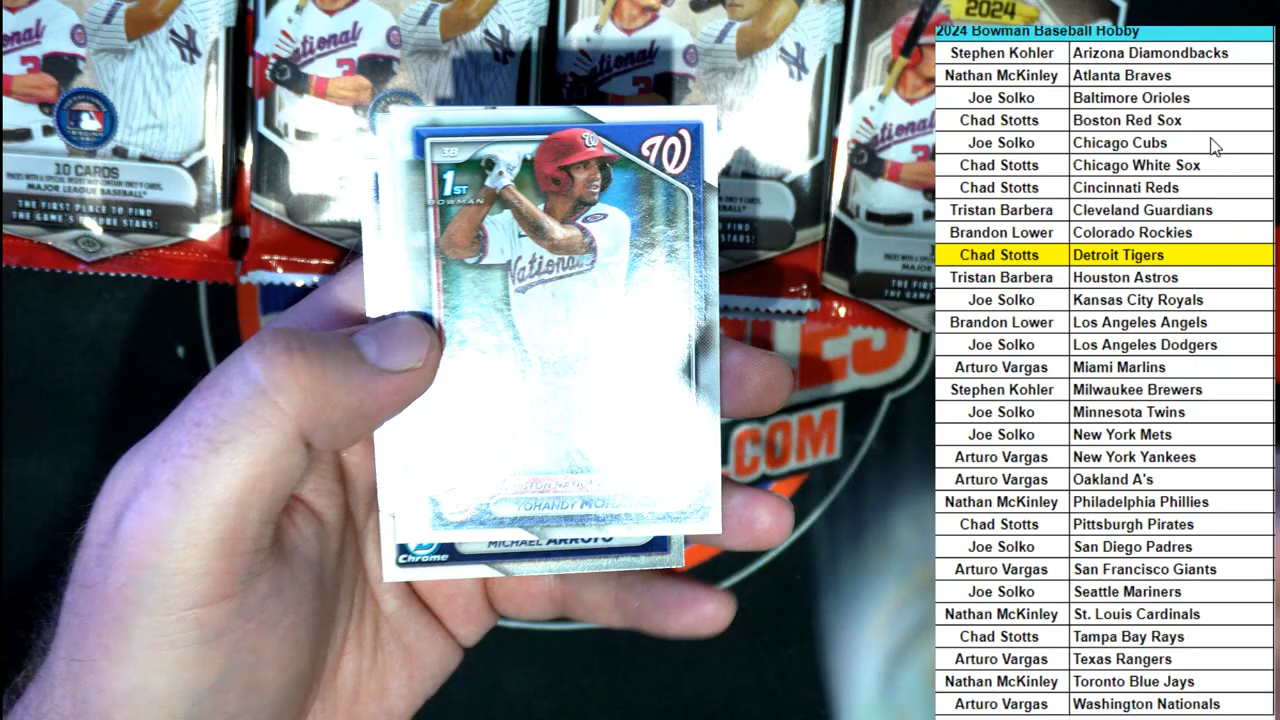 2024
National
National
National
National
10 CARDS
MAJOR LEAGUE BASEBALL
THE FIRST PLACE TO FIND
38
1ST
BOWMAN
W
W
Nationals
YOHANDY
MICHAEL ARROYO
Chrome
.COM
2024 Bowman Baseball Hobby
Stephen Kohler Arizona Diamondbacks
Nathan McKinley Atlanta Braves
Joe Solko Baltimore Orioles
Chad Stotts Boston Red Sox
Joe Solko Chicago Cubs
Chad Stotts Chicago White Sox
Chad Stotts Cincinnati Reds
Tristan Barbera Cleveland Guardians
Brandon Lower Colorado Rockies
Chad Stotts Detroit Tigers
Tristan Barbera Houston Astros
Joe Solko Kansas City Royals
Brandon Lower Los Angeles Angels
Joe Solko Los Angeles Dodgers
Arturo Vargas Miami Marlins
Stephen Kohler Milwaukee Brewers
Joe Solko Minnesota Twins
Joe Solko New York Mets
Arturo Vargas New York Yankees
Arturo Vargas Oakland A's
Nathan McKinley Philadelphia Phillies
Chad Stotts Pittsburgh Pirates
Joe Solko San Diego Padres
Arturo Vargas San Francisco Giants
Joe Solko Seattle Mariners
Nathan McKinley St. Louis Cardinals
Chad Stotts Tampa Bay Rays
Arturo Vargas Texas Rangers
Nathan McKinley Toronto Blue Jays
Arturo Vargas Washington Nationals